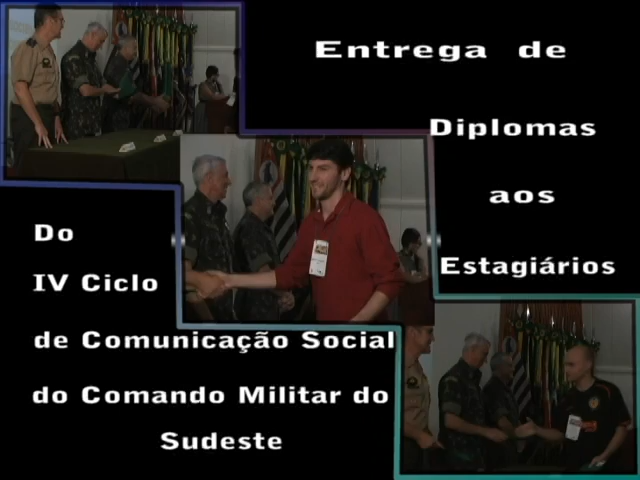 Entrega de
Diplomas
aos
Estagiários
Do
IV Ciclo
de Comunicação Social
do Comando Militar do
Sudeste